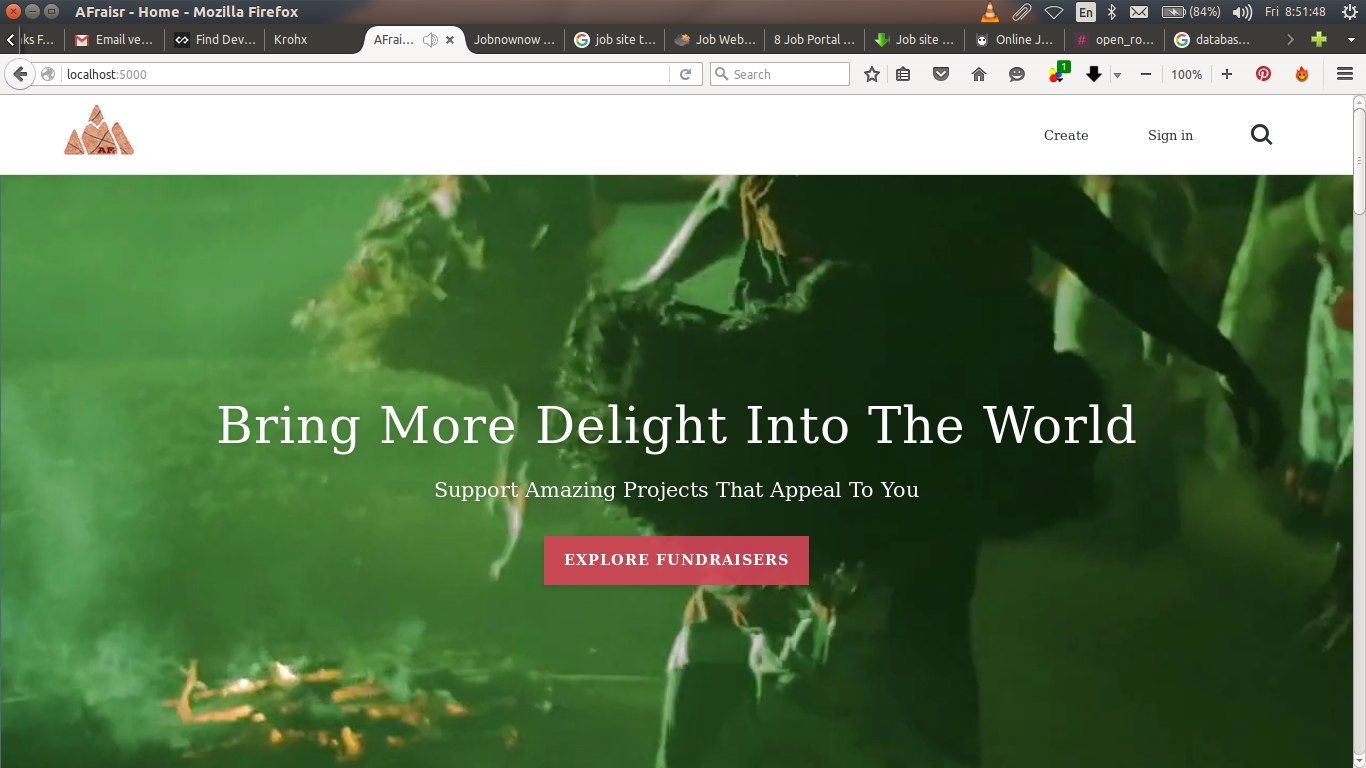 AFraisr - Home - Mozilla Firefox
En
(84%)
Fri 8:51:48
ks F...
Email ve...
Find Dev...
Krohx
AFrai...
Jobnownow ...
job site t...
Job Web...
8 Job Portal ...
Job site ...
Online J...
# open_ro...
databas...
localhost:5000
Search
1
100%
AF
Create
Sign in
Bring More Delight Into The World
Support Amazing Projects That Appeal To You
EXPLORE FUNDRAISERS